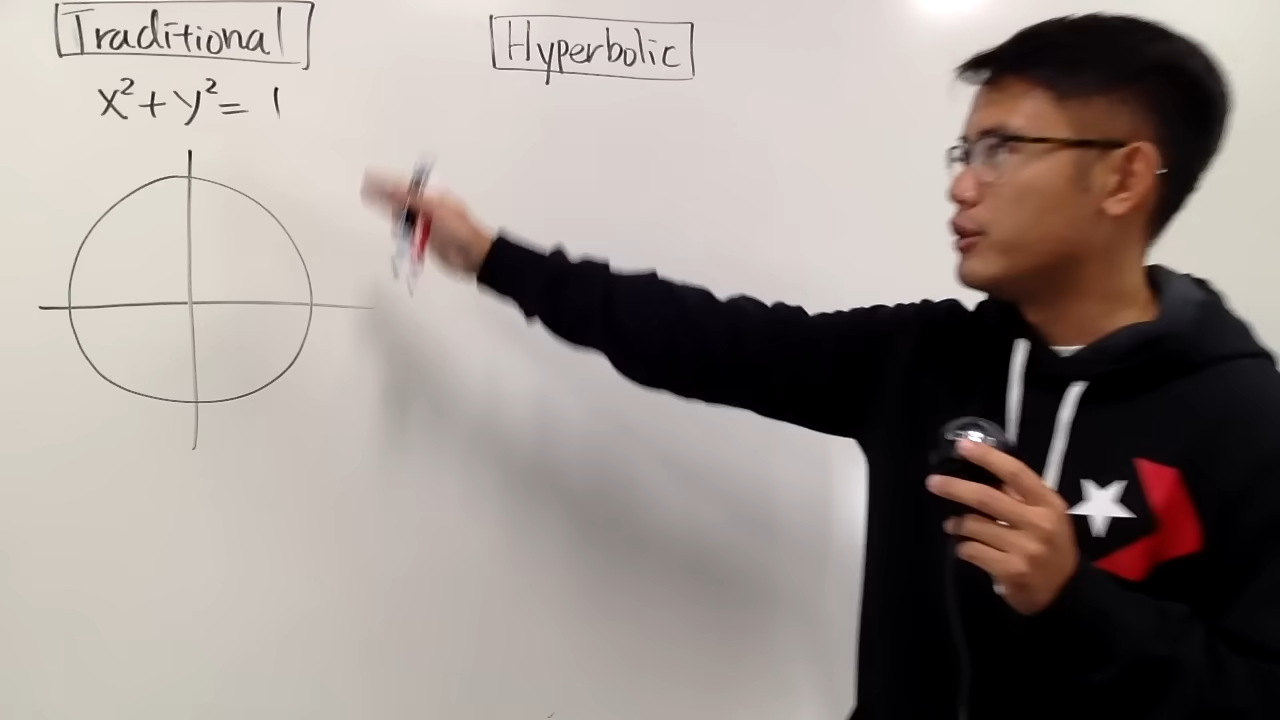 Traditional
x² + y² = 1
Hyperbolic